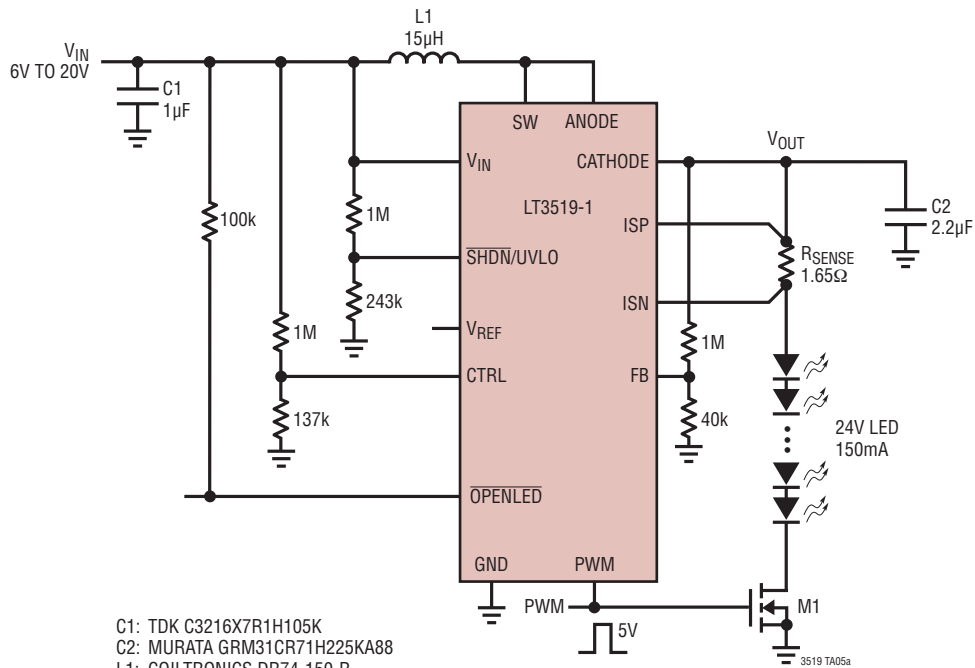 L1
15µH
V_IN
6V TO 20V
C1
1µF
SW
ANODE
V_OUT
V_IN
CATHODE
LT3519-1
1M
100k
ISP
C2
2.2µF
SHDN/UVLO
R_SENSE
1.65Ω
243k
ISN
V_REF
1M
1M
CTRL
FB
137k
40k
24V LED
150mA
OPENLED
GND
PWM
PWM
5V
M1
3519 TA05a
C1: TDK C3216X7R1H105K
C2: MURATA GRM31CR71H225KA88